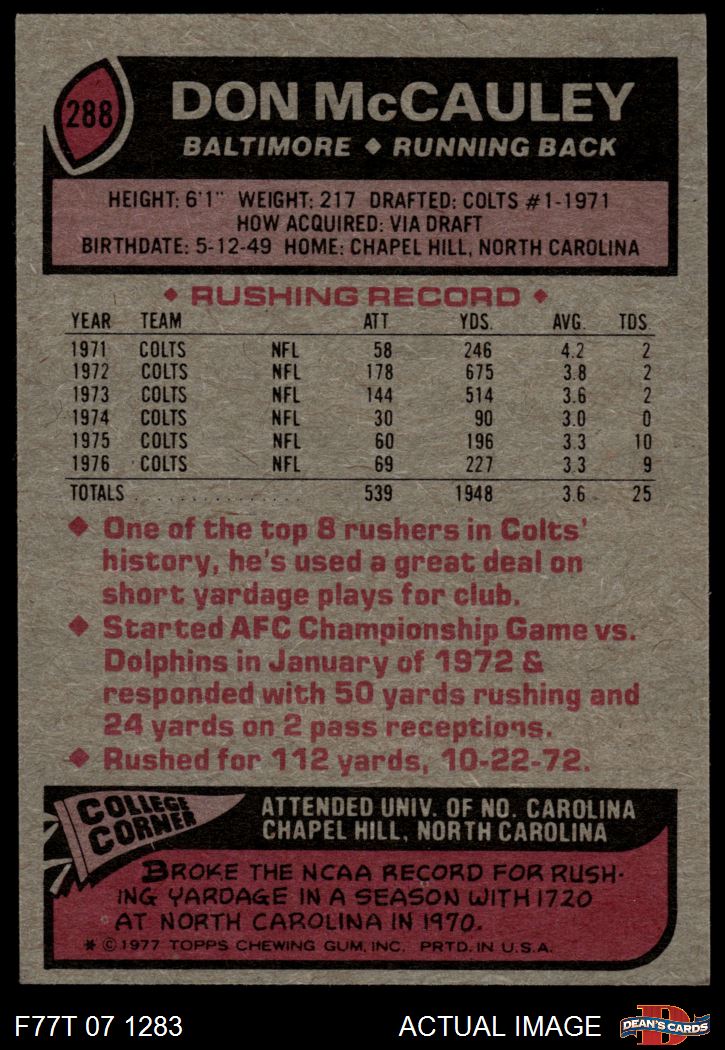 288
DON McCAULEY
BALTIMORE ◆ RUNNING BACK
HEIGHT: 6'1" WEIGHT: 217 DRAFTED: COLTS #1-1971
HOW ACQUIRED: VIA DRAFT
BIRTHDATE: 5-12-49 HOME: CHAPEL HILL, NORTH CAROLINA
◆ RUSHING RECORD ◆
YEAR TEAM ATT. YDS. AVG. TDS.
1971 COLTS NFL 58 246 4.2 2
1972 COLTS NFL 178 675 3.8 2
1973 COLTS NFL 144 514 3.6 2
1974 COLTS NFL 30 90 3.0 0
1975 COLTS NFL 60 196 3.3 10
1976 COLTS NFL 69 227 3.3 9
TOTALS 539 1948 3.6 25
◆ One of the top 8 rushers in Colts'
history, he's used a great deal on
short yardage plays for club.
◆ Started AFC Championship Game vs.
Dolphins in January of 1972 &
responded with 50 yards rushing and
24 yards on 2 pass receptions.
◆ Rushed for 112 yards, 10-22-72.
COLLEGE
CORNER
ATTENDED UNIV. OF NO. CAROLINA
CHAPEL HILL, NORTH CAROLINA
BROKE THE NCAA RECORD FOR RUSH-
ING YARDAGE IN A SEASON WITH 1720
AT NORTH CAROLINA IN 1970.
* © 1977 TOPPS CHEWING GUM, INC. PRTD. IN U.S.A.
F77T 07 1283 ACTUAL IMAGE
D
DEAN'S CARDS